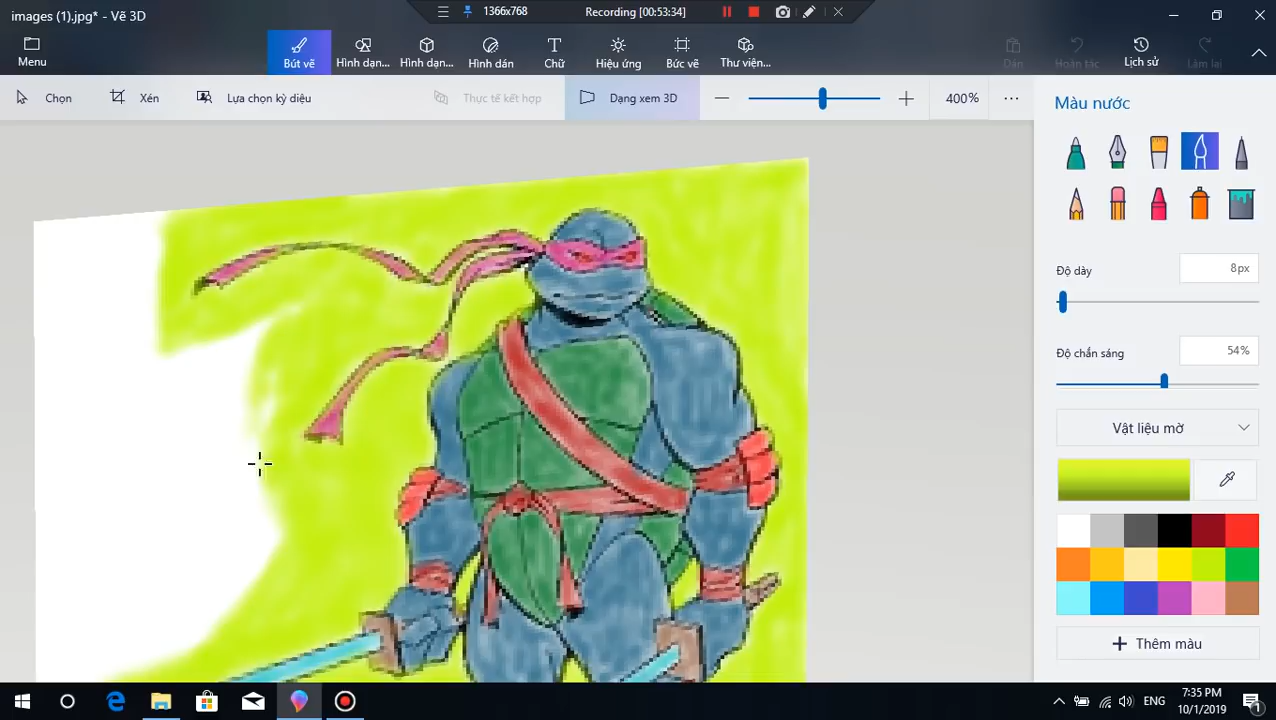 images (1).jpg* - Vẽ 3D
1366x768
Recording [00:53:34]
Menu
Bút vẽ
Hình dạn...
Hình dạn...
Hình dán
Chữ
Hiệu ứng
Bức vẽ
Thư viện...
Dán
Hoàn tác
Lịch sử
Làm lại
Chọn
Xén
Lựa chọn kỳ diệu
Thực tế kết hợp
Dạng xem 3D
400%
Màu nước
Độ dày
8px
Độ chắn sáng
54%
Vật liệu mờ
Thêm màu
ENG
7:35 PM
10/1/2019
1